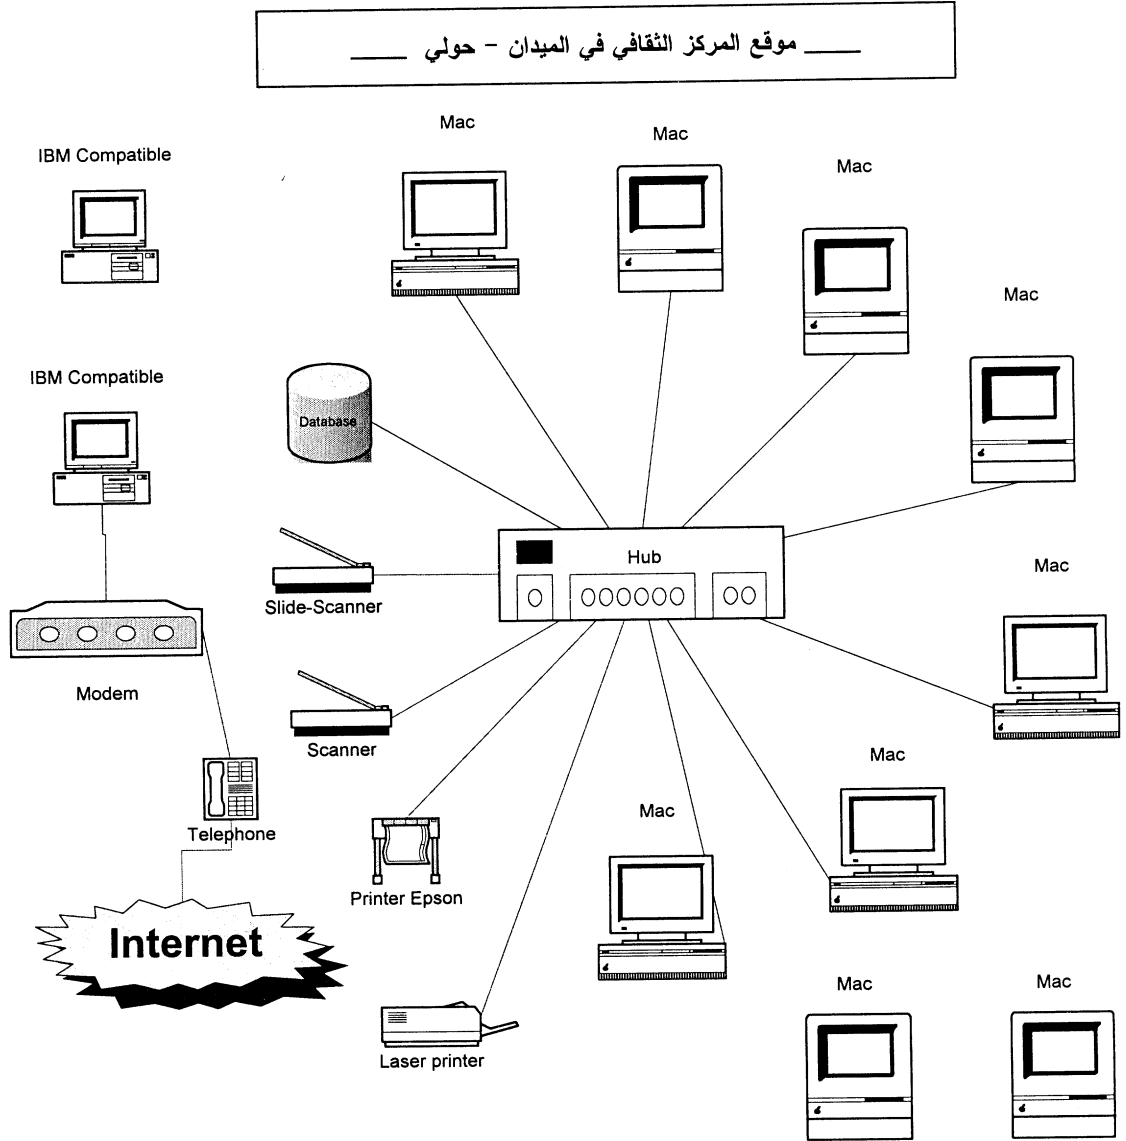 موقع المركز الثقافي في الميدان - حولي
Mac
Mac
IBM Compatible
Mac
Mac
IBM Compatible
Database
Hub
Mac
Slide-Scanner
Modem
Scanner
Mac
Mac
Telephone
Printer Epson
Internet
Mac
Mac
Laser printer